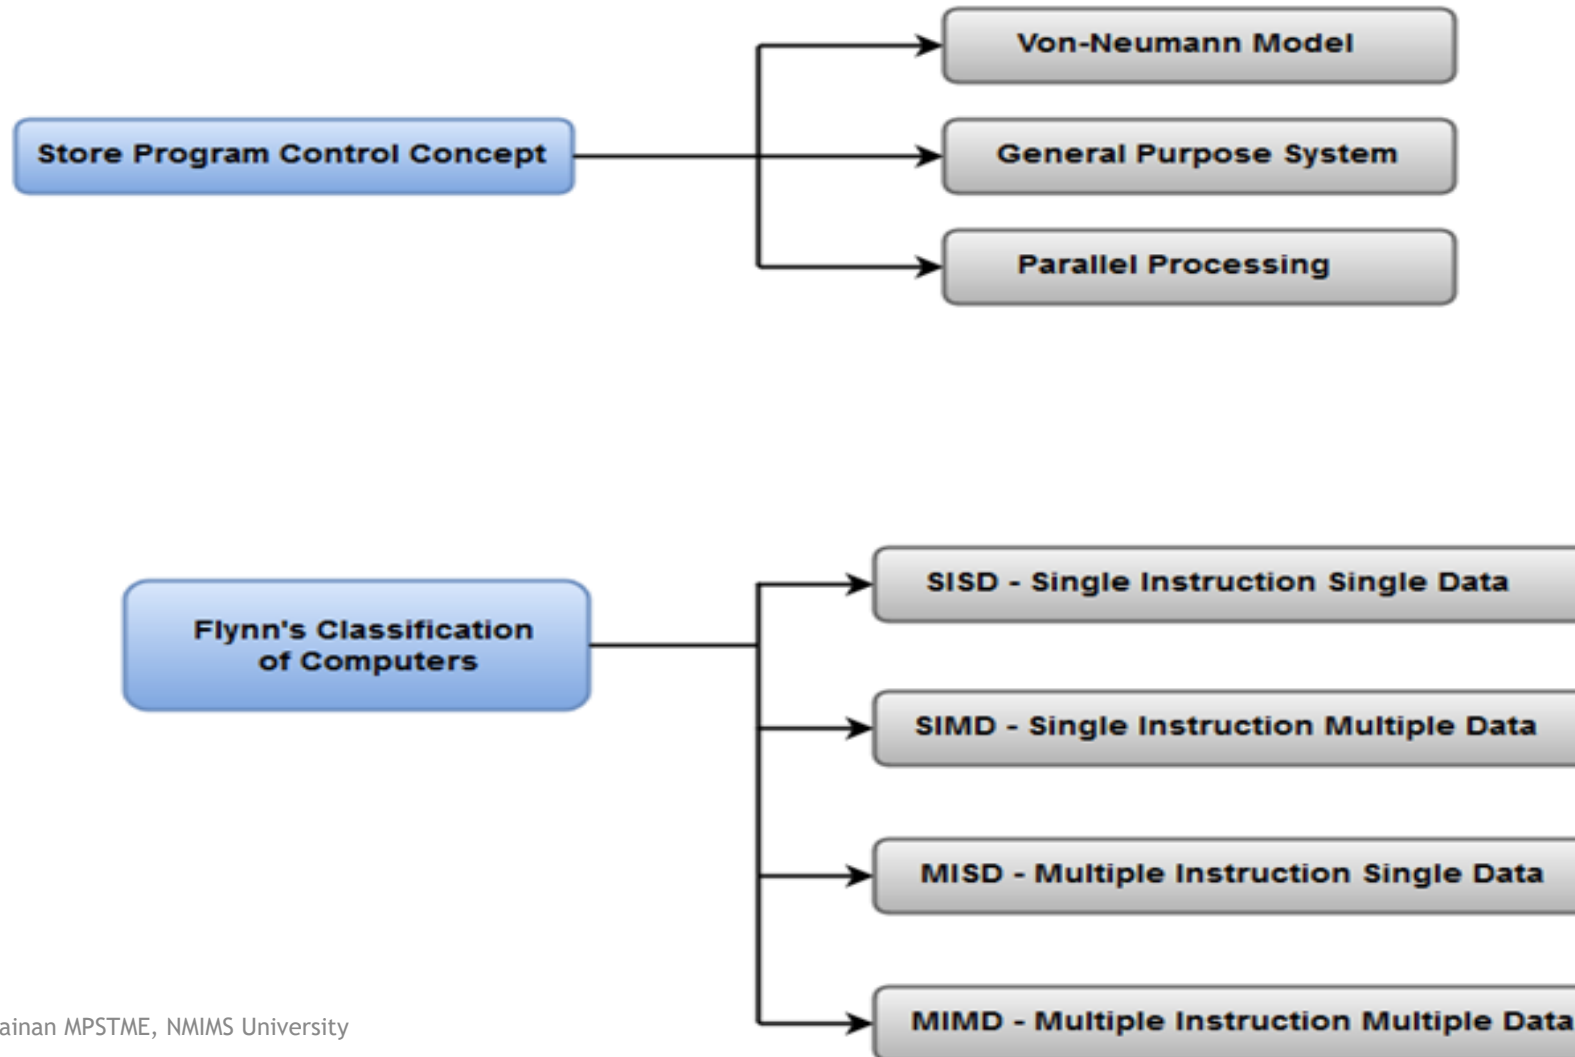 Von-Neumann Model
Store Program Control Concept
General Purpose System
Parallel Processing
SISD - Single Instruction Single Data
Flynn's Classification
of Computers
SIMD - Single Instruction Multiple Data
MISD - Multiple Instruction Single Data
MIMD - Multiple Instruction Multiple Data
MPSTME, NMIMS University